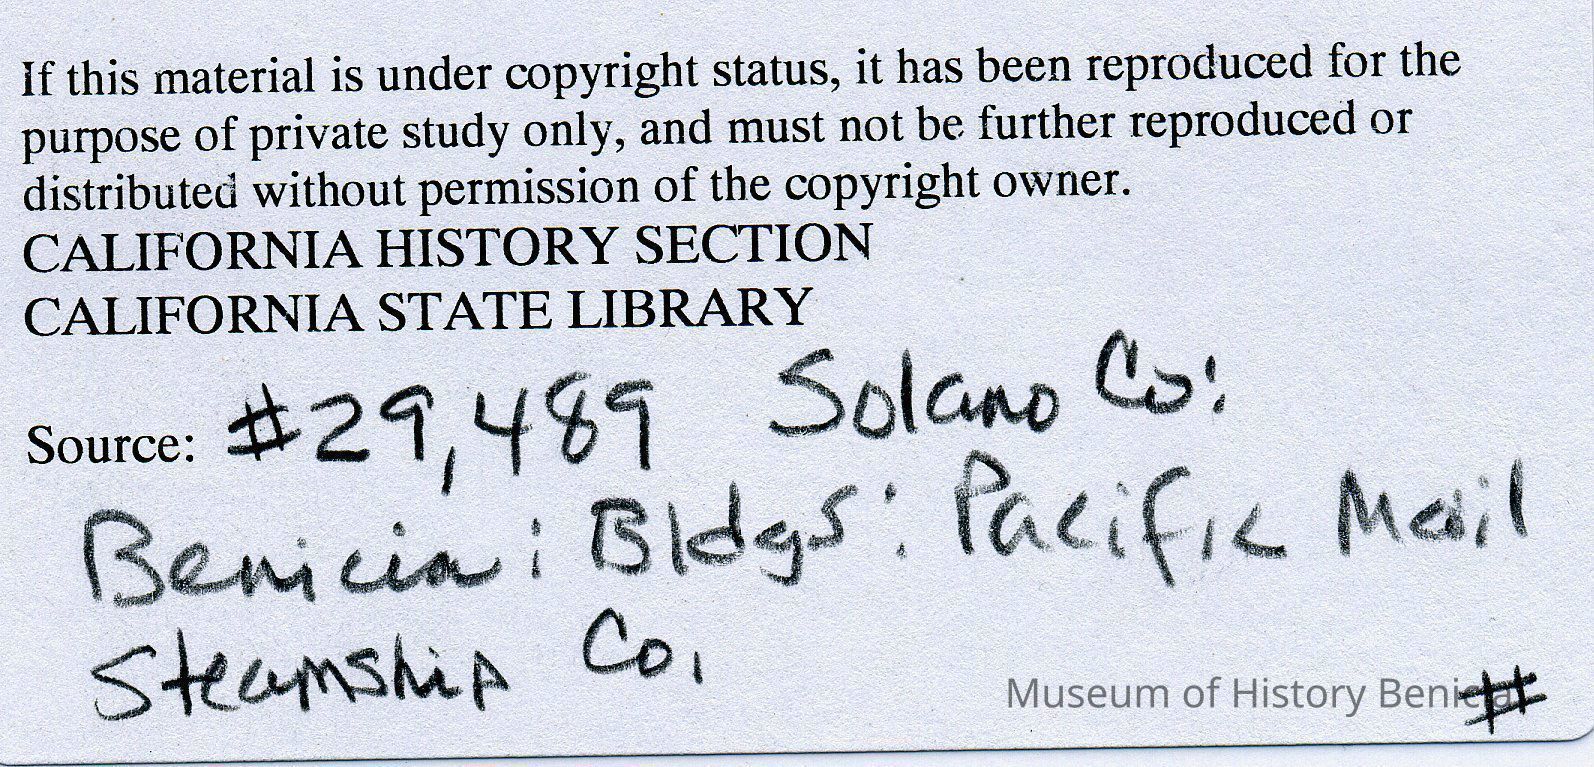 If this material is under copyright status, it has been reproduced for the
purpose of private study only, and must not be further reproduced or
distributed without permission of the copyright owner.
CALIFORNIA HISTORY SECTION
CALIFORNIA STATE LIBRARY
Source: #29,489 Solano Co:
Benicia: Bldgs: Pacific Mail
Steamship Co.
Museum of History Benicia
#